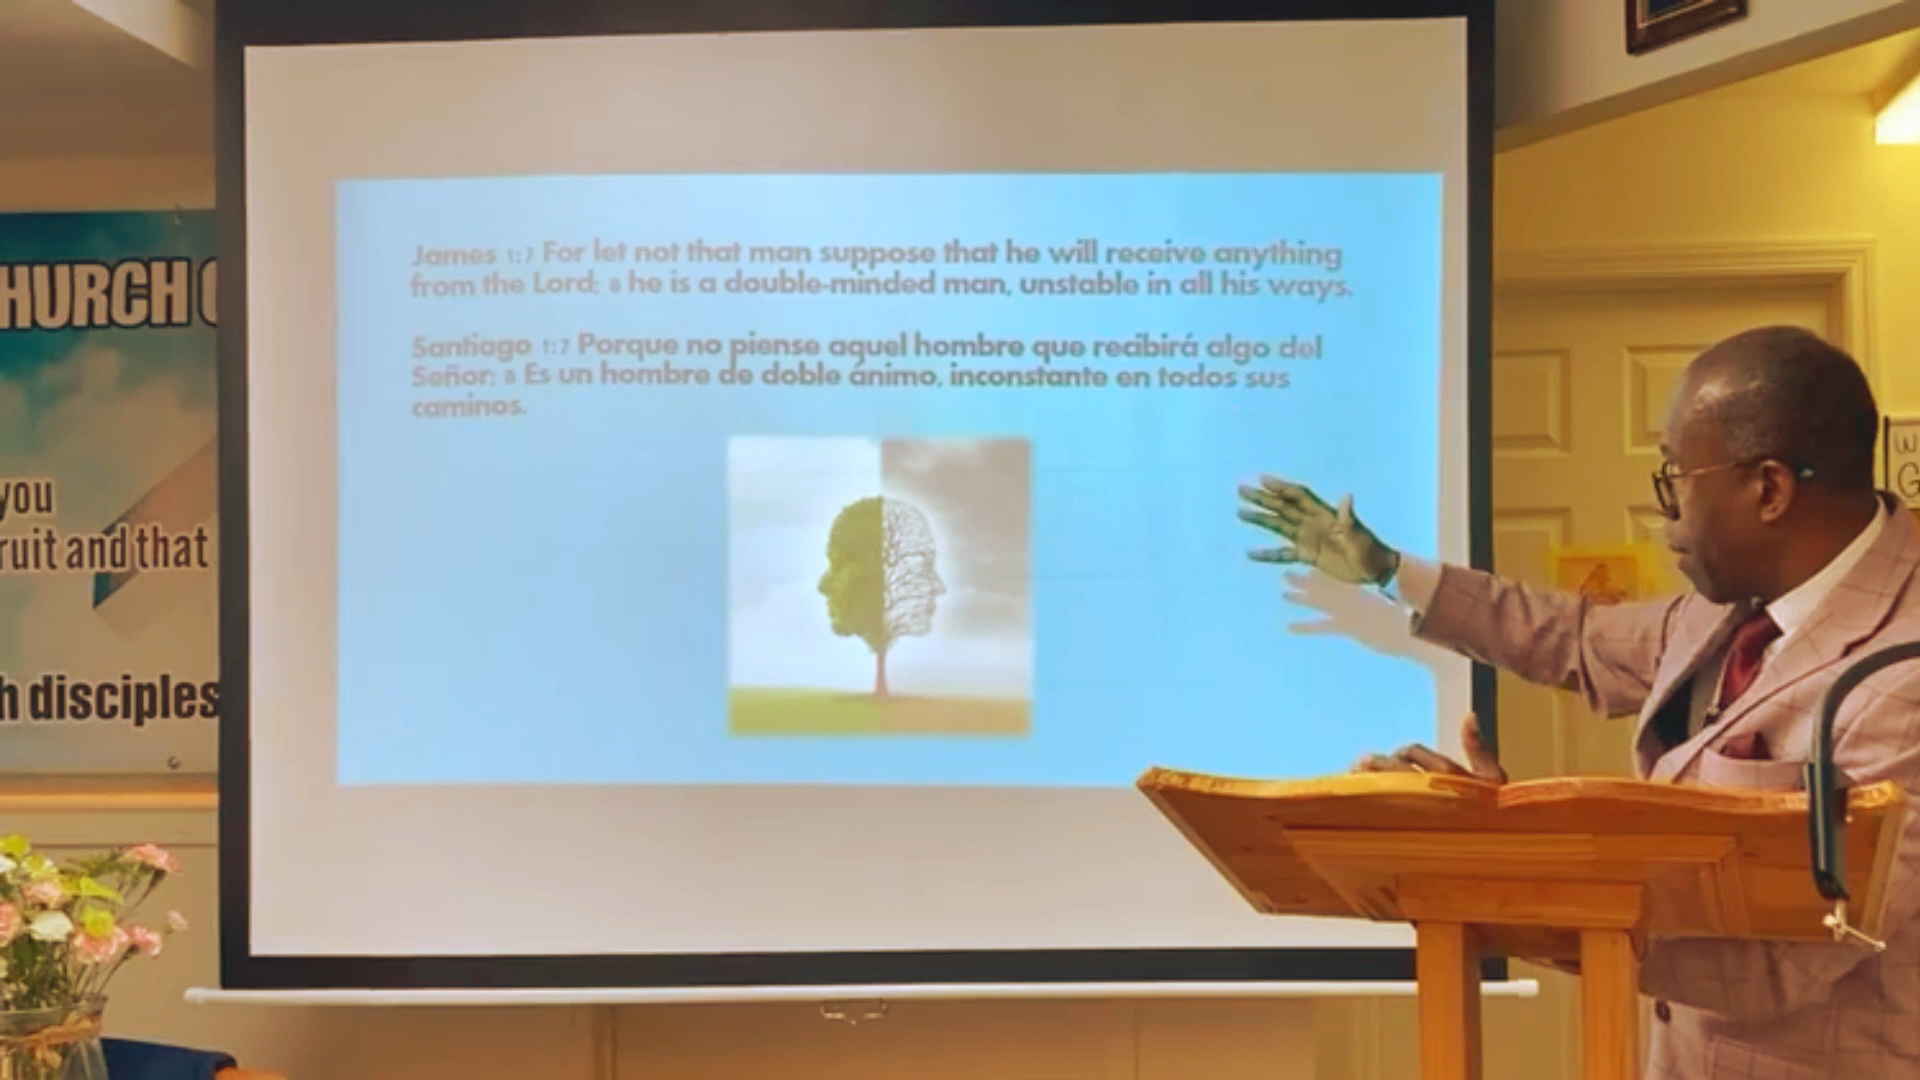 HURCH
you
ruit and that
h disciples
James 1:7 For let not that man suppose that he will receive anything
from the Lord; 8 he is a double-minded man, unstable in all his ways.
Santiago 1:7 Porque no piense aquel hombre que recibirá algo del
Señor; 8 Es un hombre de doble ánimo, inconstante en todos sus
caminos.
W
G